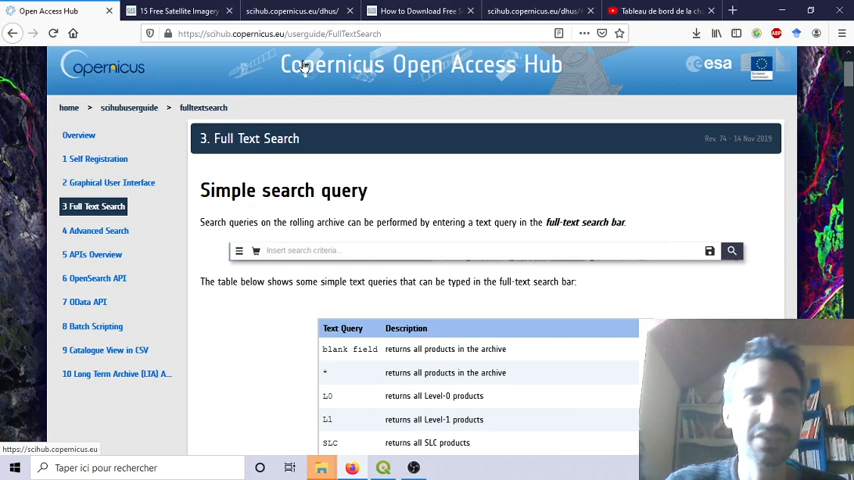 Open Access Hub
15 Free Satellite Imagery
scihub.copernicus.eu/dhus/
How to Download Free S
scihub.copernicus.eu/dhus/
Tableau de bord de la ch
https://scihub.copernicus.eu/userguide/FullTextSearch
ABP
opernicus
Copernicus Open Access Hub
esa
home > scihubuserguide > fulltextsearch
Overview
1 Self Registration
2 Graphical User Interface
3 Full Text Search
4 Advanced Search
5 APIs Overview
6 OpenSearch API
7 OData API
8 Batch Scripting
9 Catalogue View in CSV
10 Long Term Archive (LTA) A...
3. Full Text Search
Rev. 74 - 14 Nov 2019
Simple search query
Search queries on the rolling archive can be performed by entering a text query in the full-text search bar.
Insert search criteria...
The table below shows some simple text queries that can be typed in the full-text search bar:
Text Query Description
blank field returns all products in the archive
* returns all products in the archive
L0 returns all Level-0 products
L1 returns all Level-1 products
SLC returns all SLC products
https://scihub.copernicus.eu
Taper ici pour rechercher